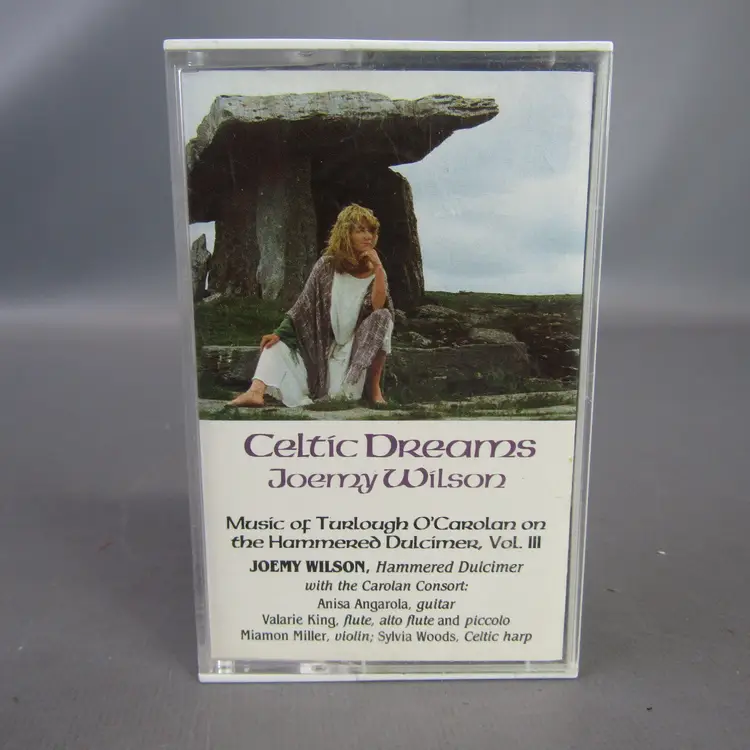 Celtic Dreams
Joemy Wilson
Music of Turlough O'Carolan on
the Hammered Dulcimer, Vol. III
JOEMY WILSON, Hammered Dulcimer
with the Carolan Consort:
Anisa Angarola, guitar
Valarie King, flute, alto flute and piccolo
Miamon Miller, violin; Sylvia Woods, Celtic harp